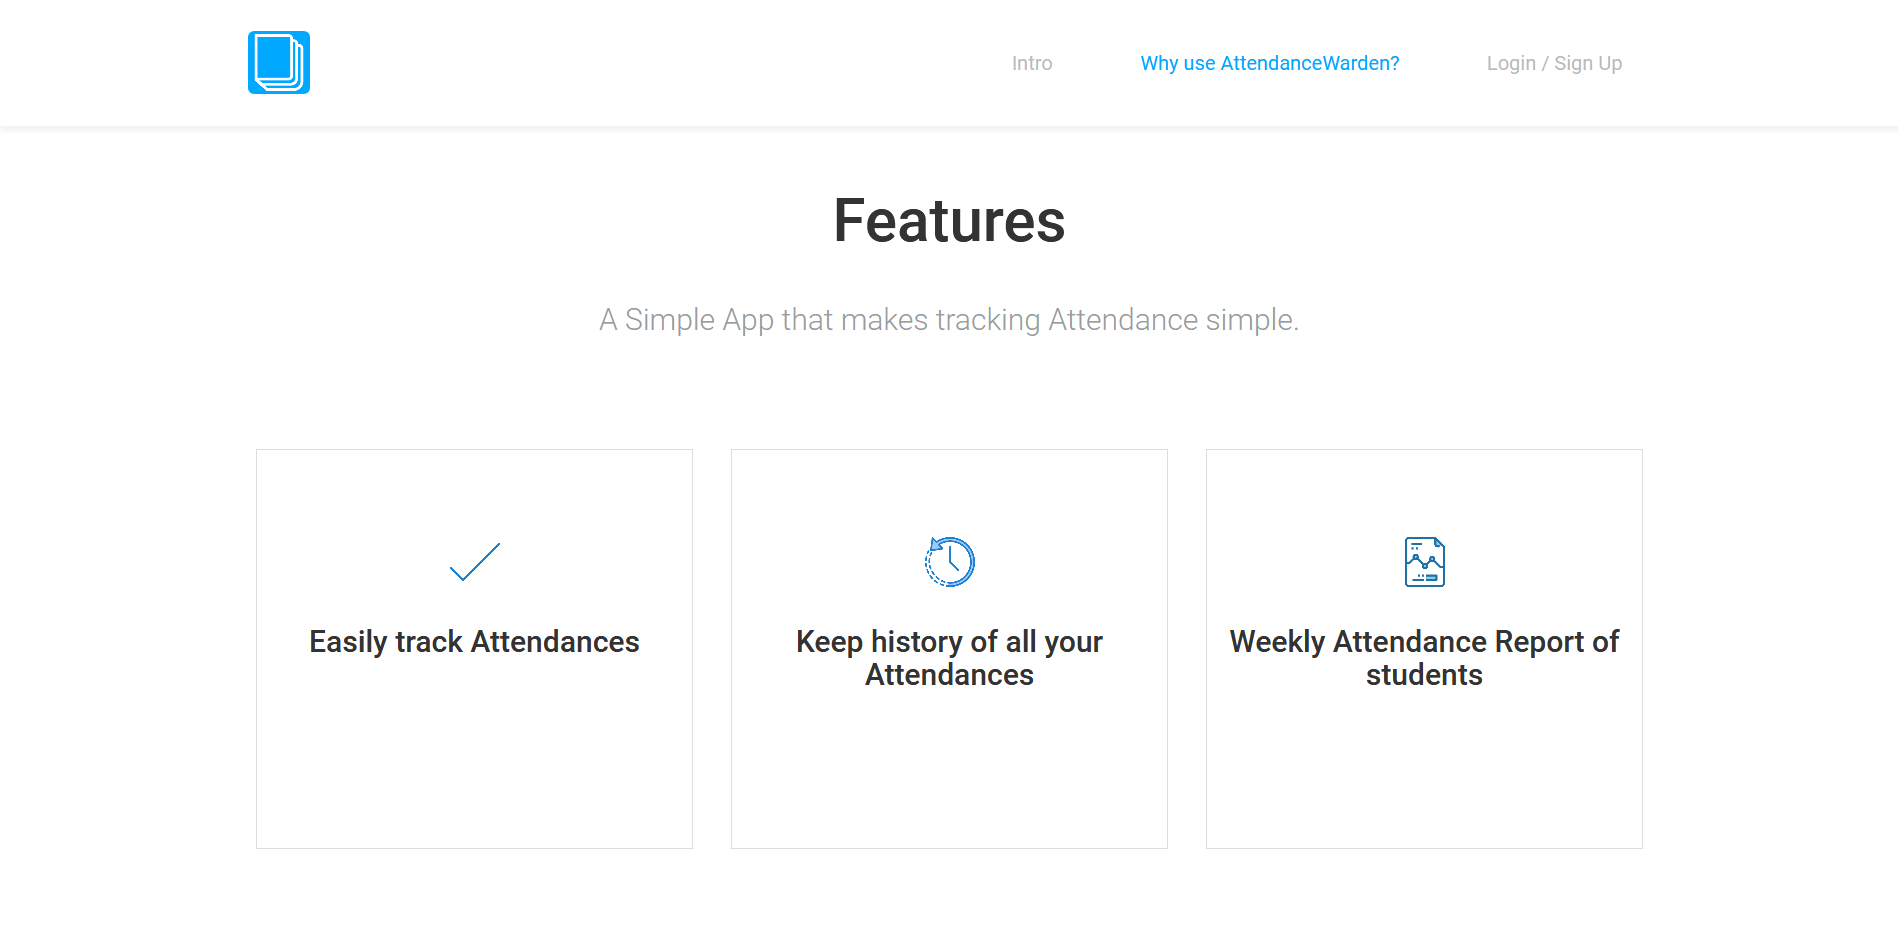 Intro
Why use AttendanceWarden?
Login / Sign Up
Features
A Simple App that makes tracking Attendance simple.
Easily track Attendances
Keep history of all your
Attendances
Weekly Attendance Report of
students